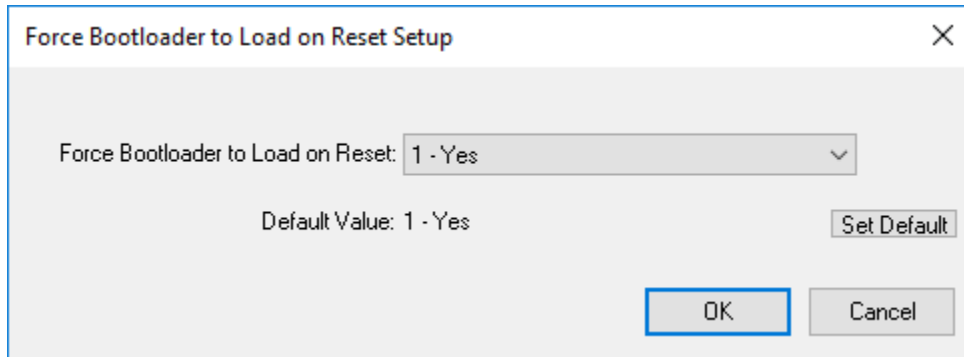 Force Bootloader to Load on Reset Setup
Force Bootloader to Load on Reset: 1 - Yes
Default Value: 1 - Yes
Set Default
OK
Cancel